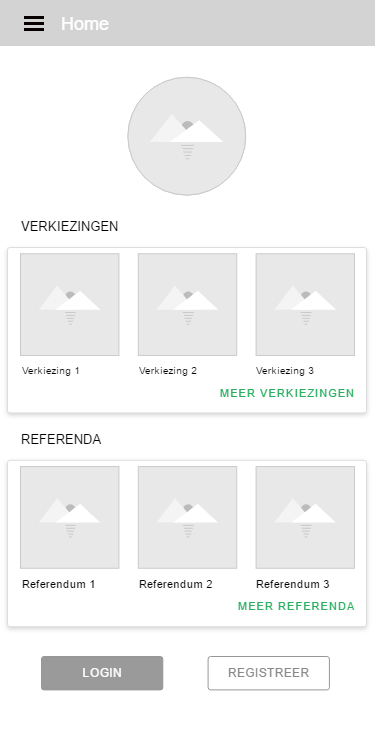 Home
VERKIEZINGEN
Verkiezing 1
Verkiezing 2
Verkiezing 3
MEER VERKIEZINGEN
REFERENDA
Referendum 1
Referendum 2
Referendum 3
MEER REFERENDA
LOGIN
REGISTREER